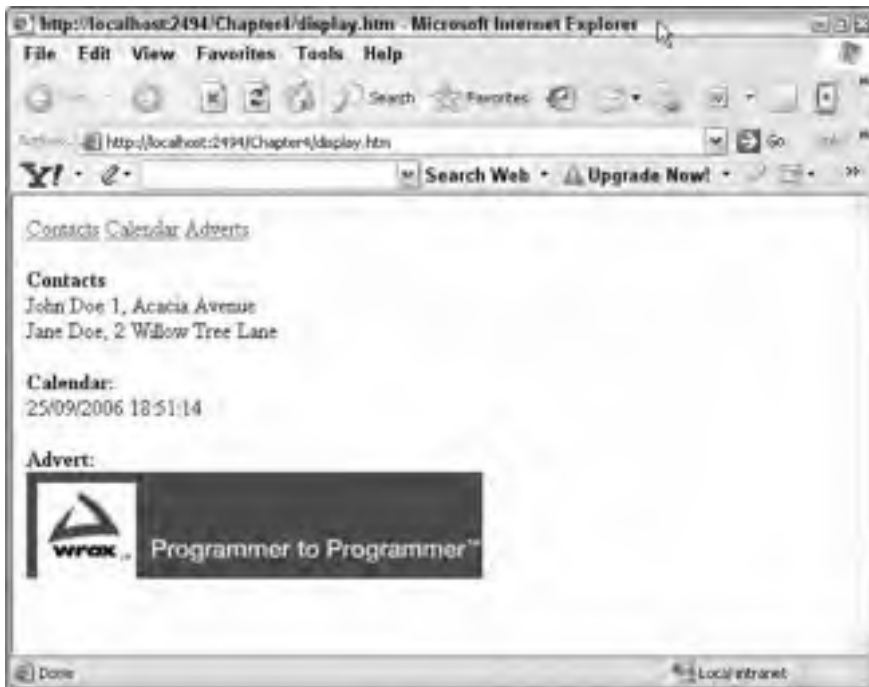 http://localhost:2494/Chapter4/display.htm - Microsoft Internet Explorer
File Edit View Favorites Tools Help
Search Favorites
http://localhost:2494/Chapter4/display.htm Go
Y! Search Web Upgrade Now!
Contacts Calendar Adverts
Contacts
John Doe 1, Acacia Avenue
Jane Doe, 2 Willow Tree Lane
Calendar:
25/09/2006 18:51:14
Advert:
wrox Programmer to Programmer™
Done Local intranet